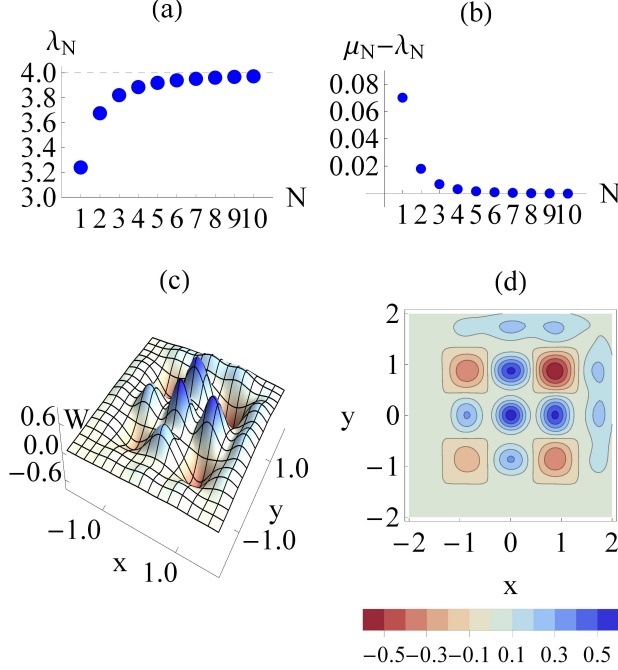 (a)
λN
4.0
3.8
3.6
3.4
3.2
3.0
1 2 3 4 5 6 7 8 9 10
N
(b)
μN−λN
0.08
0.06
0.04
0.02
1 2 3 4 5 6 7 8 9 10
N
(c)
W
0.6
0.0
−0.6
−1.0
x
1.0
1.0
y
−1.0
(d)
2
1
y
0
−1
−2
−2 −1 0 1 2
x
−0.5 −0.3 −0.1 0.1 0.3 0.5